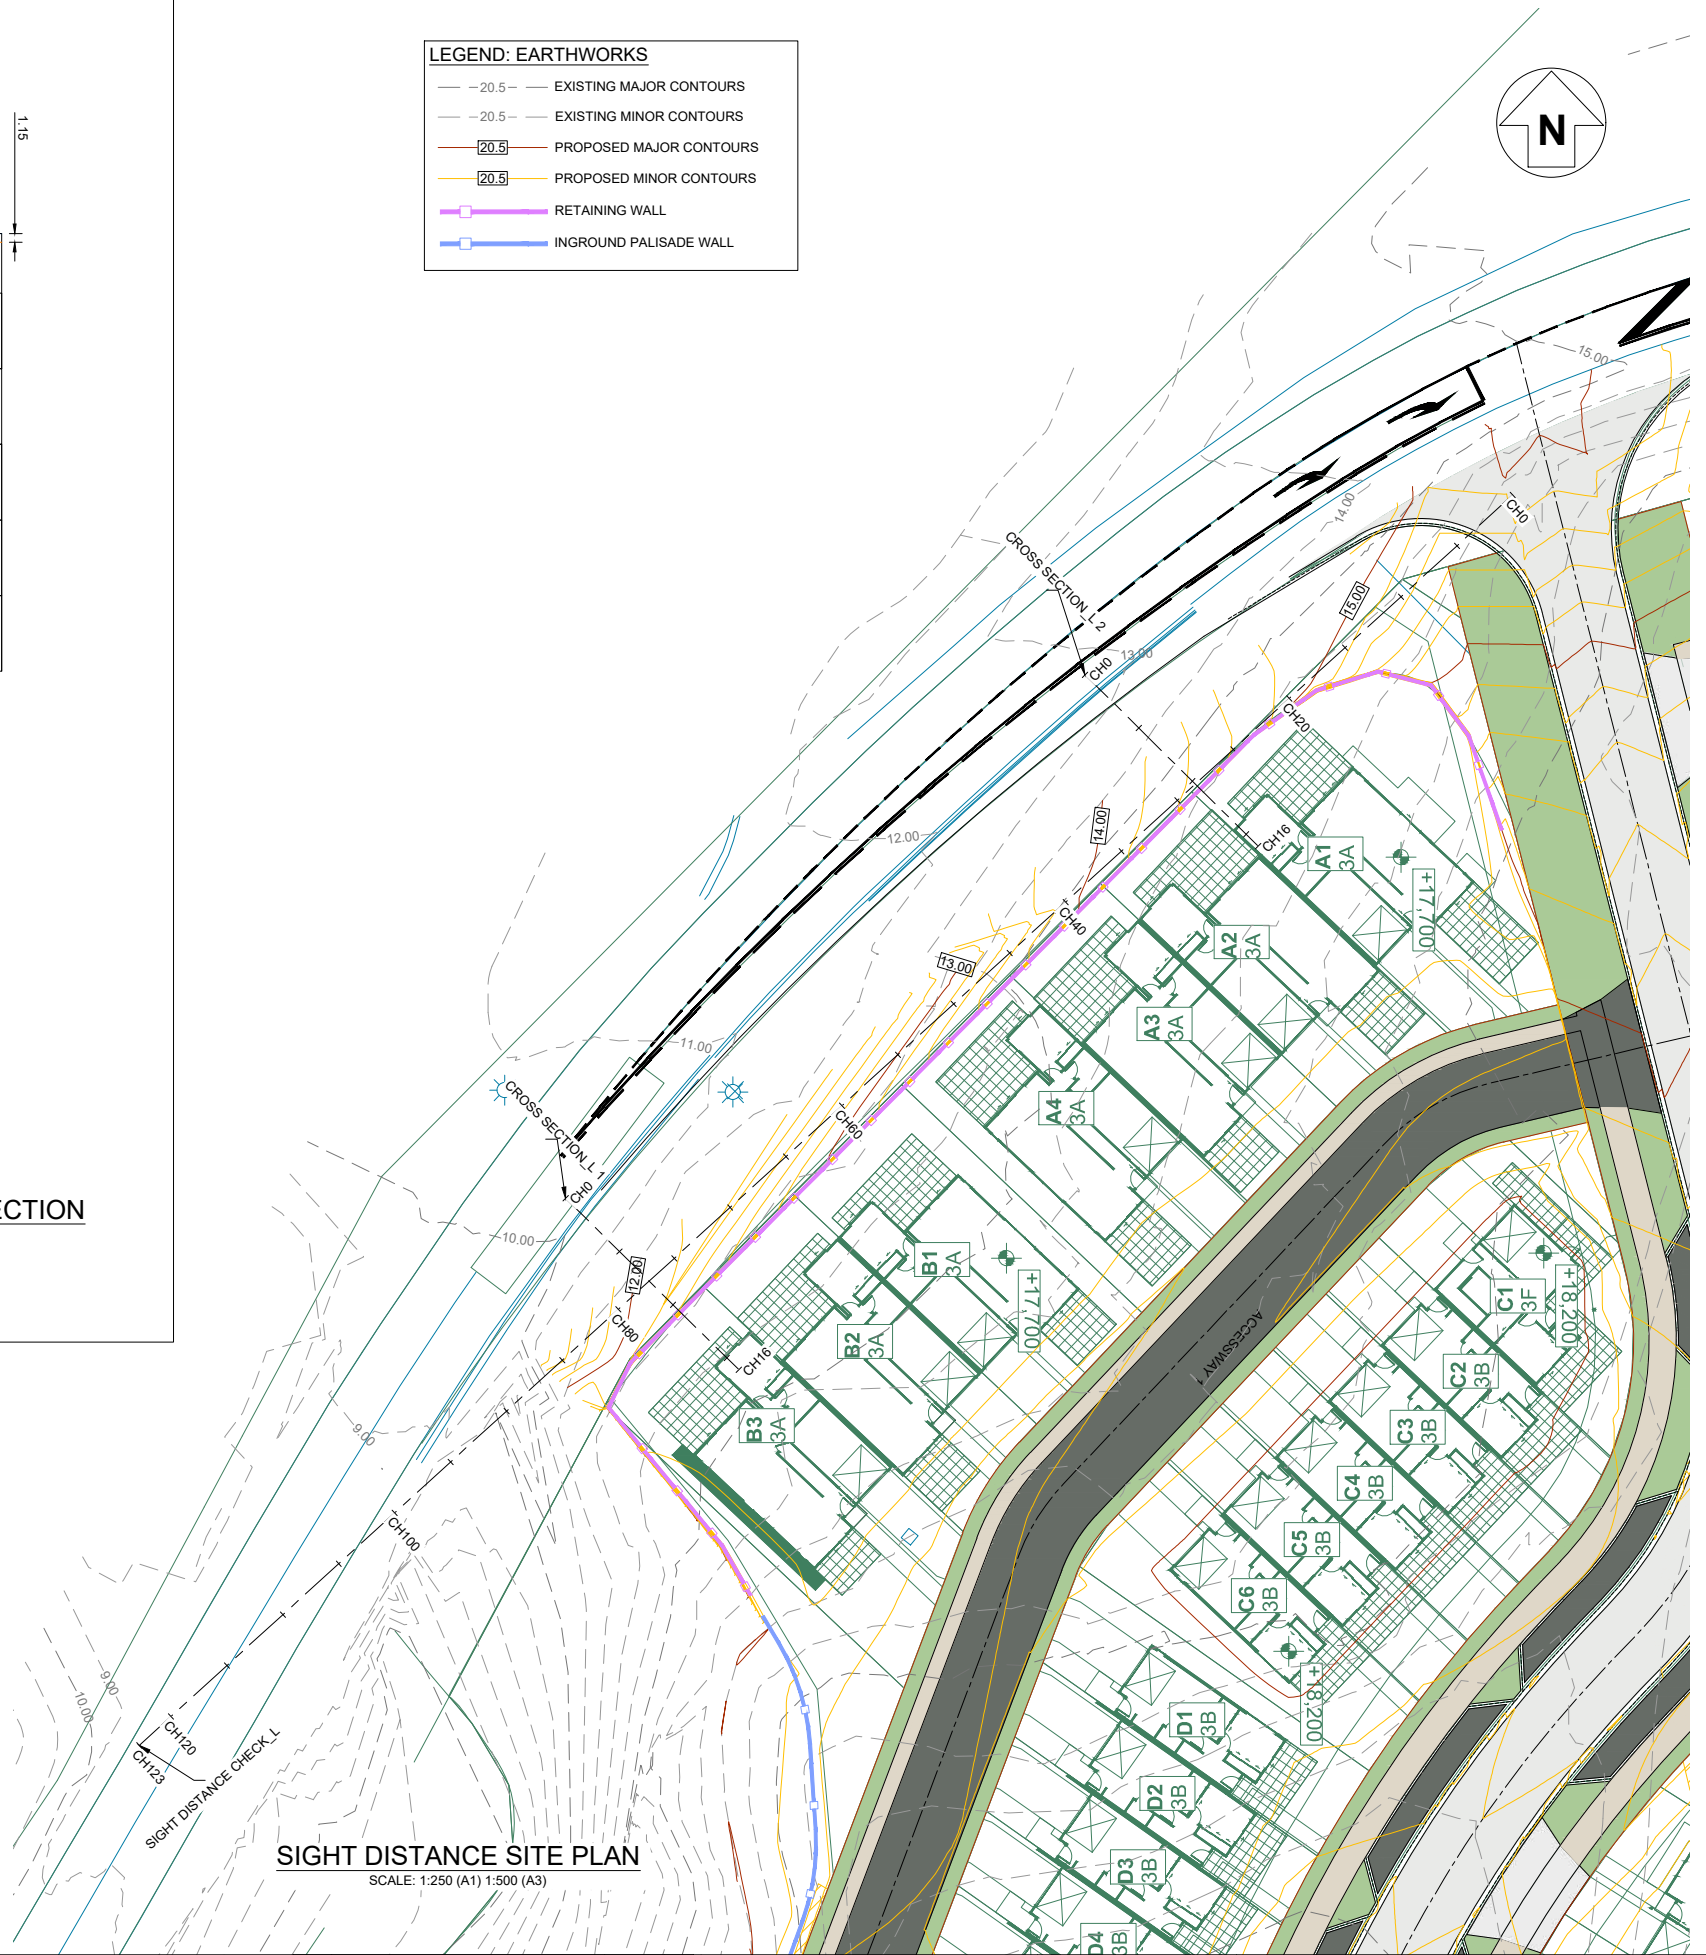 1.15
ECTION
LEGEND: EARTHWORKS
20.5 EXISTING MAJOR CONTOURS
20.5 EXISTING MINOR CONTOURS
20.5 PROPOSED MAJOR CONTOURS
20.5 PROPOSED MINOR CONTOURS
RETAINING WALL
INGROUND PALISADE WALL
N
15.00
14.00
CH0
CROSS SECTION_L 2
15.00
13.00
CH0
CH20
14.00
12.00
CH16
A1
3A
+17,700
CH40
A2
3A
13.00
A3
3A
11.00
A4
3A
CROSS SECTION_L 1
CH0
CH60
10.00
12.00
B1
3A
+17,700
CH80
B2
3A
CH16
B3
3A
ACCESSWAY 1
C1
3F
+18,200
C2
3B
C3
3B
C4
3B
C5
3B
C6
3B
+18,200
9.00
CH100
9.00
10.00
CH120
CH123
SIGHT DISTANCE CHECK_L
D1
3B
D2
3B
D3
3B
D4
3B
SIGHT DISTANCE SITE PLAN
SCALE: 1:250 (A1) 1:500 (A3)